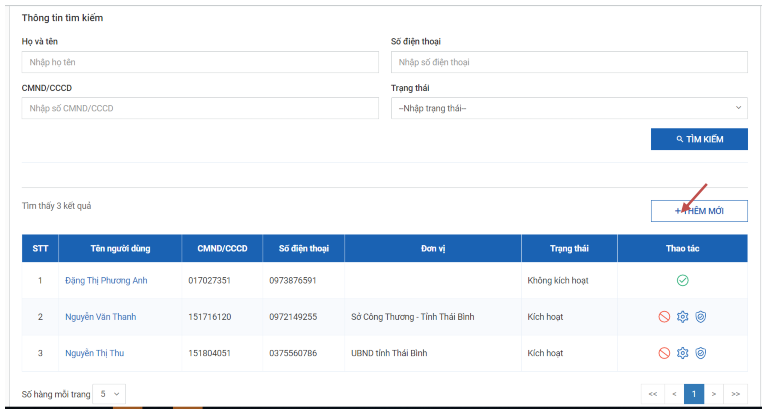 Thông tin tìm kiếm
Họ và tên Số điện thoại
Nhập họ tên Nhập số điện thoại
CMND/CCCD Trạng thái
Nhập số CMND/CCCD --Nhập trạng thái--
TÌM KIẾM
Tìm thấy 3 kết quả
+ THÊM MỚI
STT Tên người dùng CMND/CCCD Số điện thoại Đơn vị Trạng thái Thao tác
1 Đặng Thị Phương Anh 017027351 0973876591 Không kích hoạt
2 Nguyễn Văn Thanh 151716120 0972149255 Sở Công Thương - Tỉnh Thái Bình Kích hoạt
3 Nguyễn Thị Thu 151804051 0375560786 UBND tỉnh Thái Bình Kích hoạt
Số hàng mỗi trang 5 << < 1 > >>